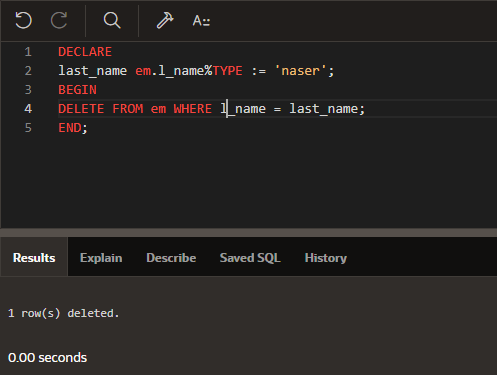 A::
1 DECLARE
2 last_name em.l_name%TYPE := 'naser';
3 BEGIN
4 DELETE FROM em WHERE l_name = last_name;
5 END;
Results Explain Describe Saved SQL History
1 row(s) deleted.
0.00 seconds